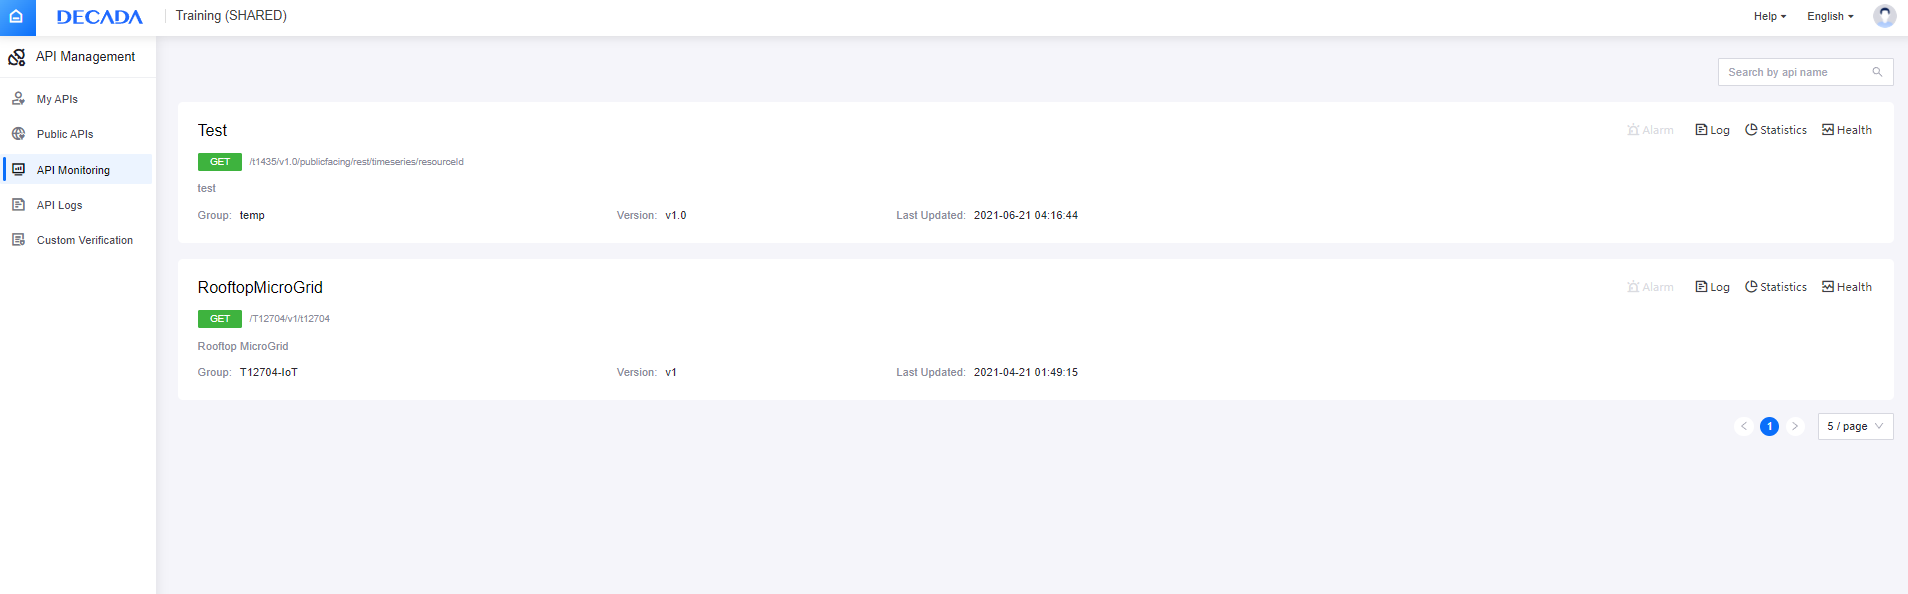 DECADA Training (SHARED) Help English
API Management
My APIs
Public APIs
API Monitoring
API Logs
Custom Verification
Search by api name
Test Alarm Log Statistics Health
GET /t1435/v1.0/publicfacing/rest/timeseries/resourceId
test
Group: temp Version: v1.0 Last Updated: 2021-06-21 04:16:44
RooftopMicroGrid Alarm Log Statistics Health
GET /T12704/v1/t12704
Rooftop MicroGrid
Group: T12704-IoT Version: v1 Last Updated: 2021-04-21 01:49:15
< 1 > 5 / page